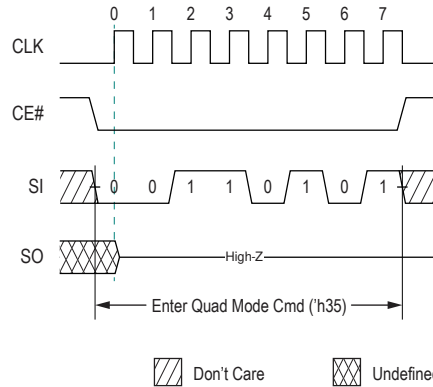 0 1 2 3 4 5 6 7
CLK
CE#
SI 0 0 1 1 0 1 0 1
SO High-Z
Enter Quad Mode Cmd ('h35)
Don't Care Undefined